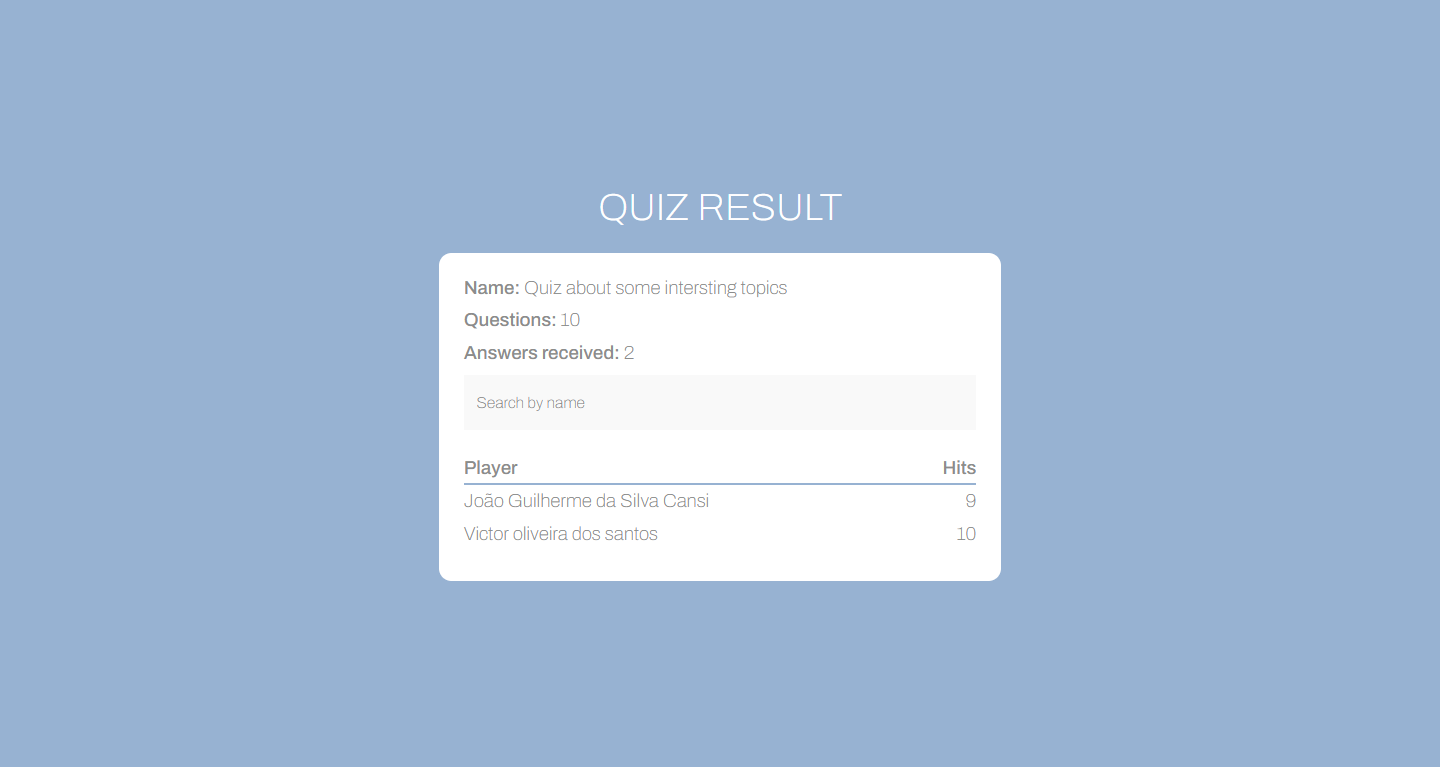 QUIZ RESULT
Name: Quiz about some intersting topics
Questions: 10
Answers received: 2
Search by name
Player Hits
João Guilherme da Silva Cansi 9
Victor oliveira dos santos 10